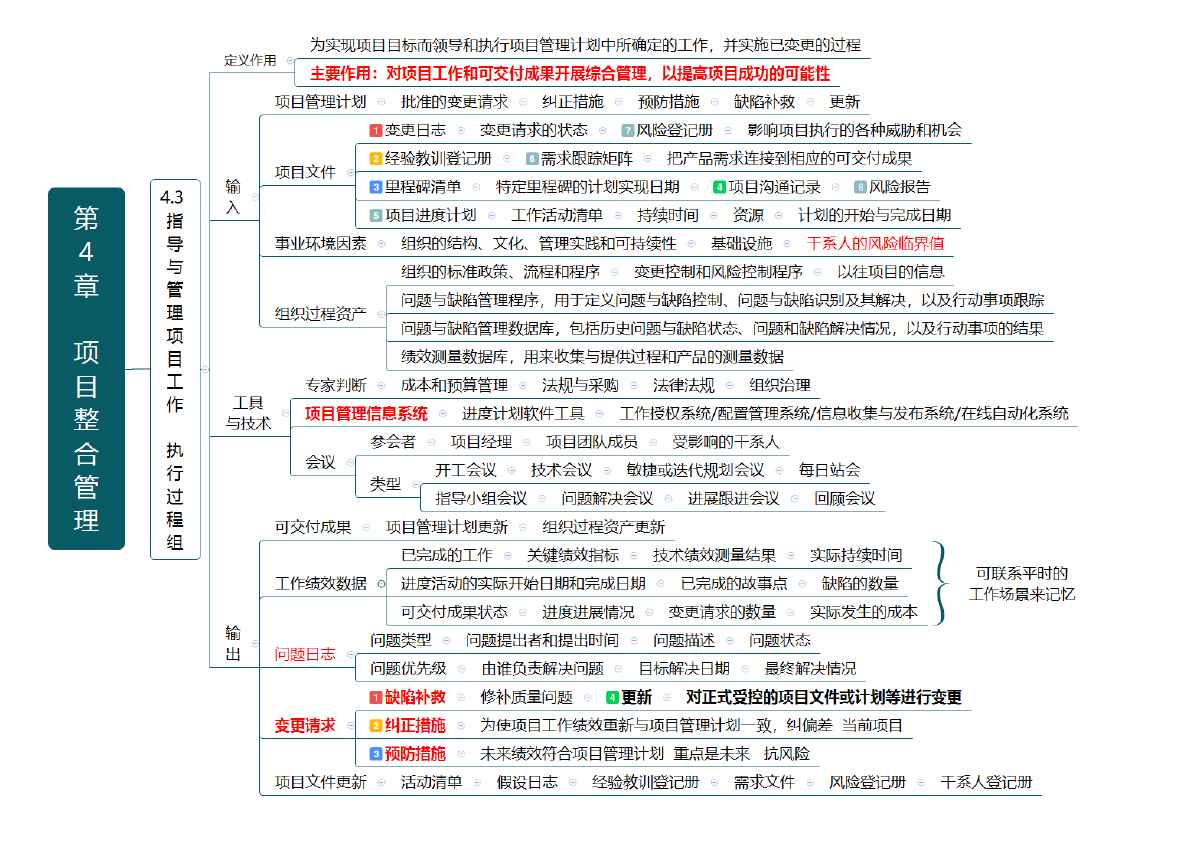 第4章 项目整合管理
4.3 指导与管理项目工作 执行过程组
定义作用
为实现项目目标而领导和执行项目管理计划中所确定的工作，并实施已变更的过程
主要作用：对项目工作和可交付成果开展综合管理，以提高项目成功的可能性
输入
项目管理计划 批准的变更请求 纠正措施 预防措施 缺陷补救 更新
项目文件
1 变更日志 变更请求的状态 7 风险登记册 影响项目执行的各种威胁和机会
2 经验教训登记册 6 需求跟踪矩阵 把产品需求连接到相应的可交付成果
3 里程碑清单 特定里程碑的计划实现日期 4 项目沟通记录 8 风险报告
5 项目进度计划 工作活动清单 持续时间 资源 计划的开始与完成日期
事业环境因素 组织的结构、文化、管理实践和可持续性 基础设施 干系人的风险临界值
组织过程资产
组织的标准政策、流程和程序 变更控制和风险控制程序 以往项目的信息
问题与缺陷管理程序，用于定义问题与缺陷控制、问题与缺陷识别及其解决，以及行动事项跟踪
问题与缺陷管理数据库，包括历史问题与缺陷状态、问题和缺陷解决情况，以及行动事项的结果
绩效测量数据库，用来收集与提供过程和产品的测量数据
工具与技术
专家判断 成本和预算管理 法规与采购 法律法规 组织治理
项目管理信息系统 进度计划软件工具 工作授权系统/配置管理系统/信息收集与发布系统/在线自动化系统
会议
参会者 项目经理 项目团队成员 受影响的干系人
类型
开工会议 技术会议 敏捷或迭代规划会议 每日站会
指导小组会议 问题解决会议 进展跟进会议 回顾会议
输出
可交付成果 项目管理计划更新 组织过程资产更新
工作绩效数据
已完成的工作 关键绩效指标 技术绩效测量结果 实际持续时间
进度活动的实际开始日期和完成日期 已完成的故事点 缺陷的数量
可交付成果状态 进度进展情况 变更请求的数量 实际发生的成本
可联系平时的
工作场景来记忆
问题日志
问题类型 问题提出者和提出时间 问题描述 问题状态
问题优先级 由谁负责解决问题 目标解决日期 最终解决情况
变更请求
1 缺陷补救 修补质量问题 4 更新 对正式受控的项目文件或计划等进行变更
2 纠正措施 为使项目工作绩效重新与项目管理计划一致，纠偏差 当前项目
3 预防措施 未来绩效符合项目管理计划 重点是未来 抗风险
项目文件更新 活动清单 假设日志 经验教训登记册 需求文件 风险登记册 干系人登记册